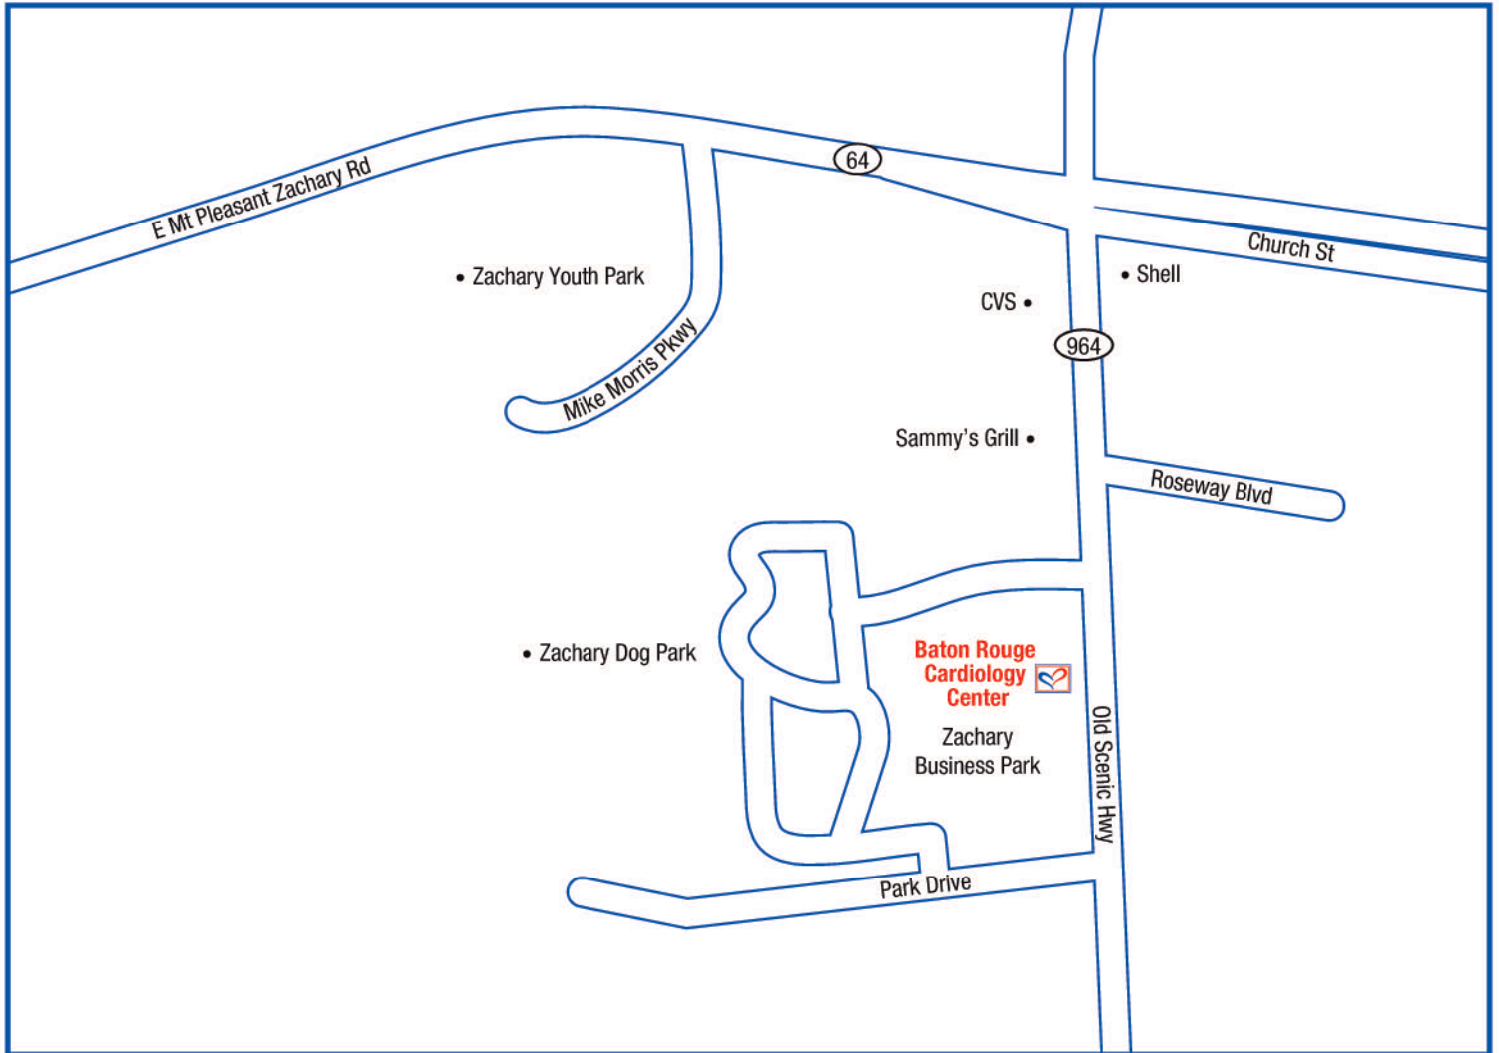 64
E Mt Pleasant Zachary Rd
Church St
Zachary Youth Park
Shell
CVS
964
Mike Morris Pkwy
Sammy's Grill
Roseway Blvd
Zachary Dog Park
Baton Rouge
Cardiology
Center
Zachary
Business Park
Old Scenic Hwy
Park Drive